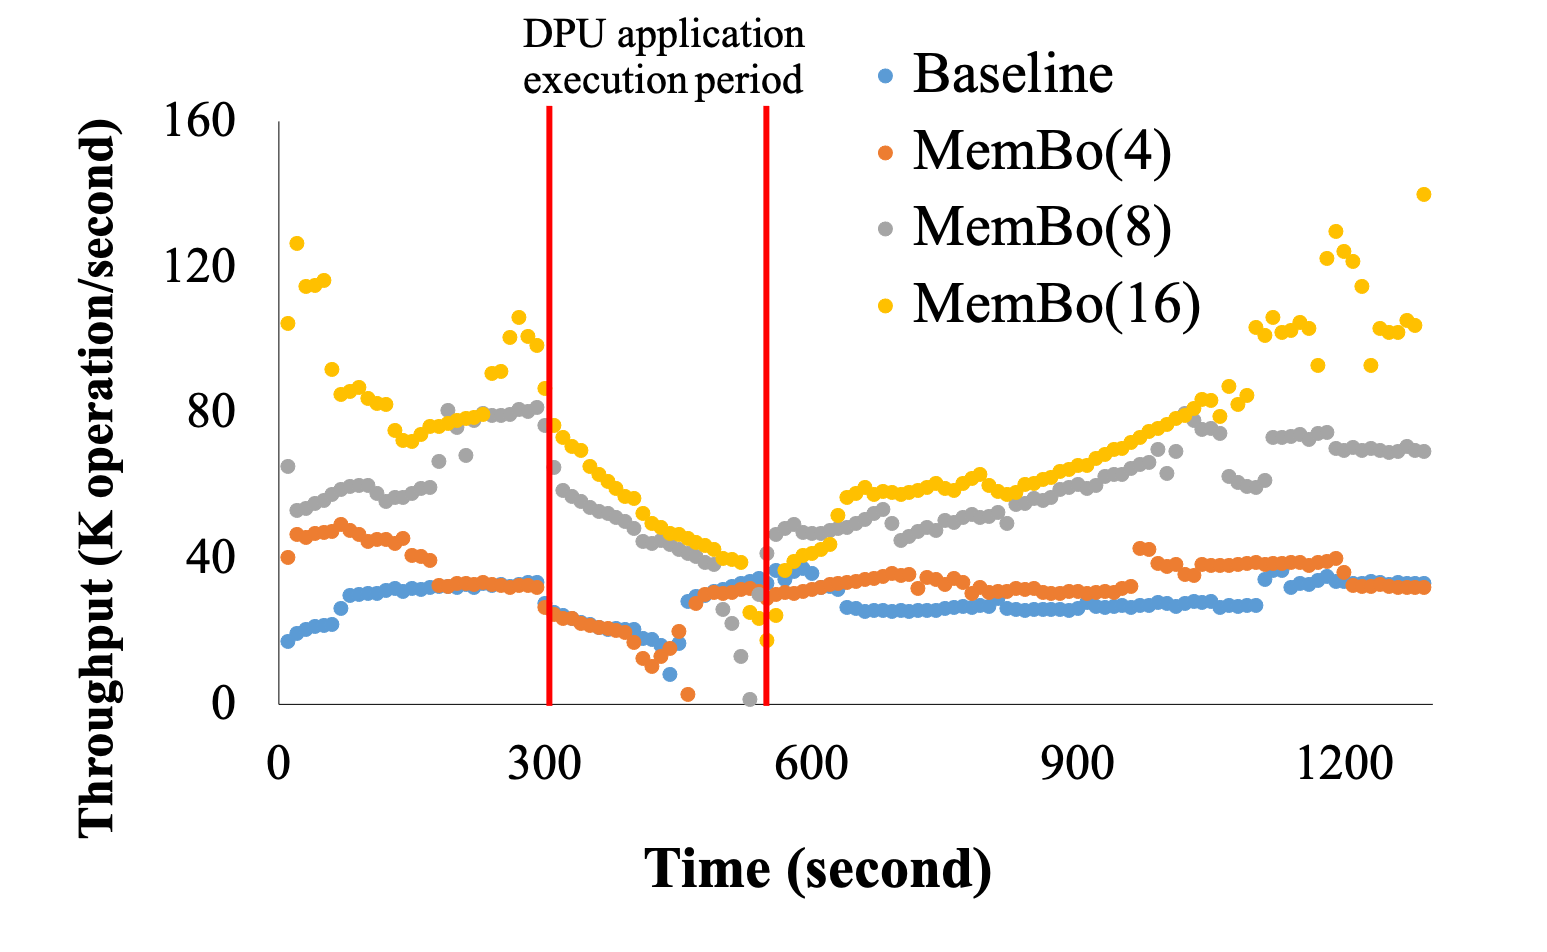 DPU application
execution period
Baseline
MemBo(4)
MemBo(8)
MemBo(16)
160
120
80
40
0
Throughput (K operation/second)
0 300 600 900 1200
Time (second)